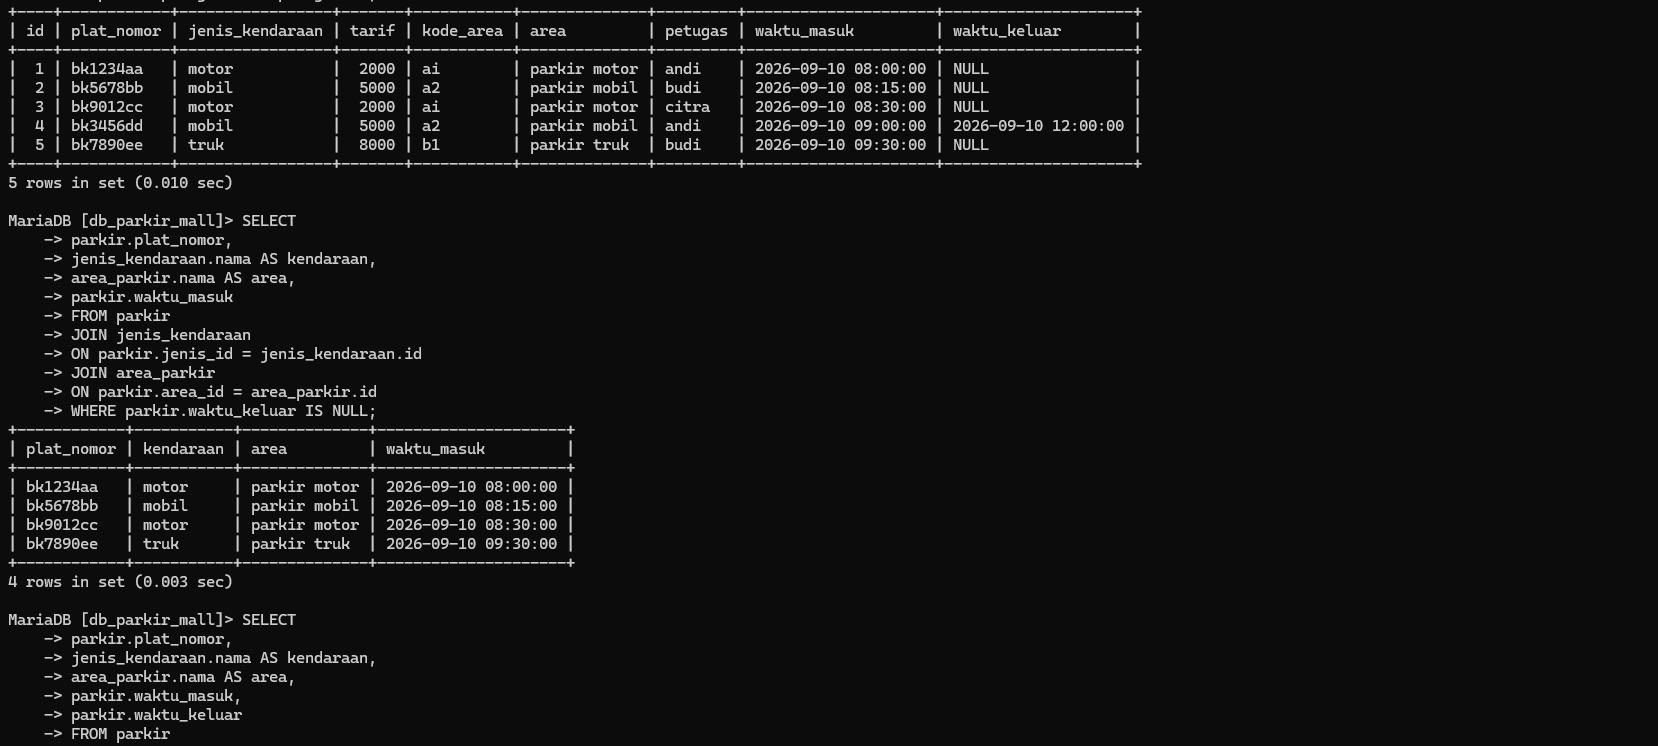 +----+------------+-----------------+-------+-----------+--------------+---------+---------------------+---------------------+
| id | plat_nomor | jenis_kendaraan | tarif | kode_area | area         | petugas | waktu_masuk         | waktu_keluar        |
+----+------------+-----------------+-------+-----------+--------------+---------+---------------------+---------------------+
|  1 | bk1234aa   | motor           |  2000 | ai        | parkir motor | andi    | 2026-09-10 08:00:00 | NULL                |
|  2 | bk5678bb   | mobil           |  5000 | a2        | parkir mobil | budi    | 2026-09-10 08:15:00 | NULL                |
|  3 | bk9012cc   | motor           |  2000 | ai        | parkir motor | citra   | 2026-09-10 08:30:00 | NULL                |
|  4 | bk3456dd   | mobil           |  5000 | a2        | parkir mobil | andi    | 2026-09-10 09:00:00 | 2026-09-10 12:00:00 |
|  5 | bk7890ee   | truk            |  8000 | b1        | parkir truk  | budi    | 2026-09-10 09:30:00 | NULL                |
+----+------------+-----------------+-------+-----------+--------------+---------+---------------------+---------------------+
5 rows in set (0.010 sec)

MariaDB [db_parkir_mall]> SELECT
    -> parkir.plat_nomor,
    -> jenis_kendaraan.nama AS kendaraan,
    -> area_parkir.nama AS area,
    -> parkir.waktu_masuk
    -> FROM parkir
    -> JOIN jenis_kendaraan
    -> ON parkir.jenis_id = jenis_kendaraan.id
    -> JOIN area_parkir
    -> ON parkir.area_id = area_parkir.id
    -> WHERE parkir.waktu_keluar IS NULL;
+------------+-----------+--------------+---------------------+
| plat_nomor | kendaraan | area         | waktu_masuk         |
+------------+-----------+--------------+---------------------+
| bk1234aa   | motor     | parkir motor | 2026-09-10 08:00:00 |
| bk5678bb   | mobil     | parkir mobil | 2026-09-10 08:15:00 |
| bk9012cc   | motor     | parkir motor | 2026-09-10 08:30:00 |
| bk7890ee   | truk      | parkir truk  | 2026-09-10 09:30:00 |
+------------+-----------+--------------+---------------------+
4 rows in set (0.003 sec)

MariaDB [db_parkir_mall]> SELECT
    -> parkir.plat_nomor,
    -> jenis_kendaraan.nama AS kendaraan,
    -> area_parkir.nama AS area,
    -> parkir.waktu_masuk,
    -> parkir.waktu_keluar
    -> FROM parkir